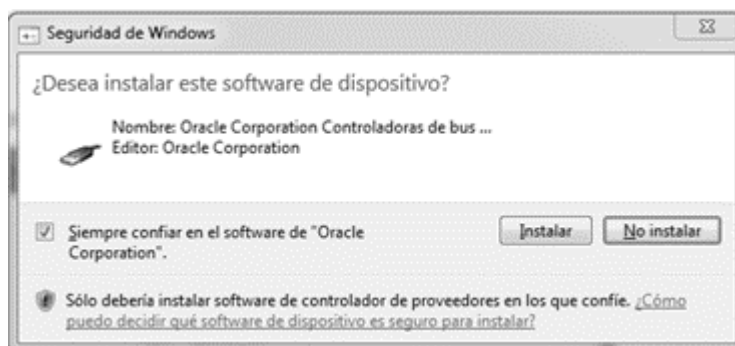 Seguridad de Windows
¿Desea instalar este software de dispositivo?
Nombre: Oracle Corporation Controladoras de bus ...
Editor: Oracle Corporation
Siempre confiar en el software de "Oracle
Corporation".
Instalar
No instalar
Sólo debería instalar software de controlador de proveedores en los que confíe. ¿Cómo
puedo decidir qué software de dispositivo es seguro para instalar?